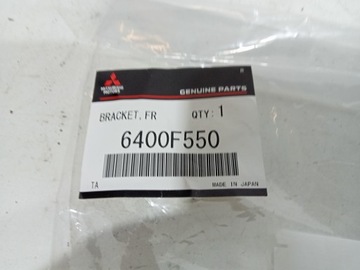 MITSUBISHI
MOTORS
GENUINE PARTS
BRACKET,FR QTY:1
6400F550
TA MADE IN JAPAN